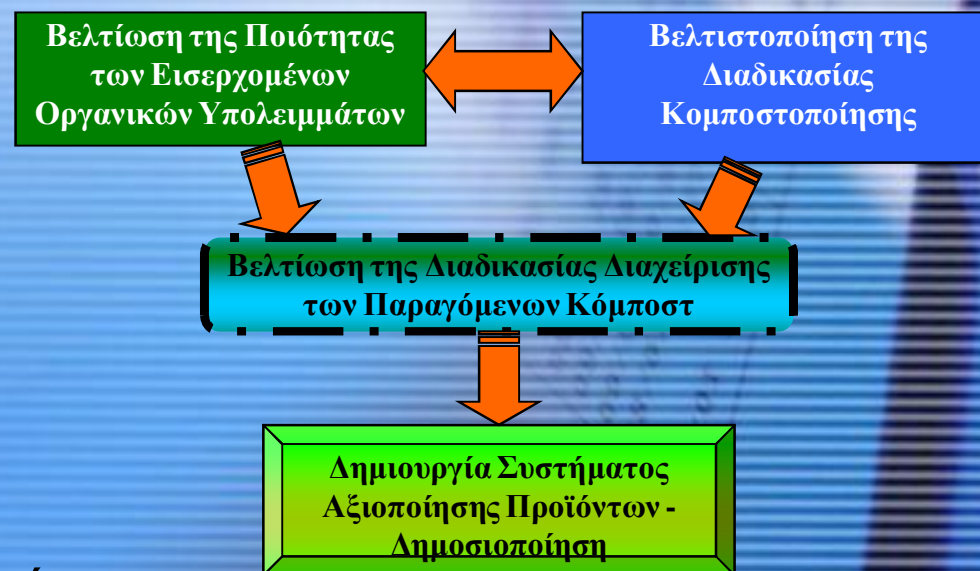 Βελτίωση της Ποιότητας
των Εισερχομένων
Οργανικών Υπολειμμάτων
Βελτιστοποίηση της
Διαδικασίας
Κομποστοποίησης
Βελτίωση της Διαδικασίας Διαχείρισης
των Παραγόμενων Κόμποστ
Δημιουργία Συστήματος
Αξιοποίησης Προϊόντων -
Δημοσιοποίηση